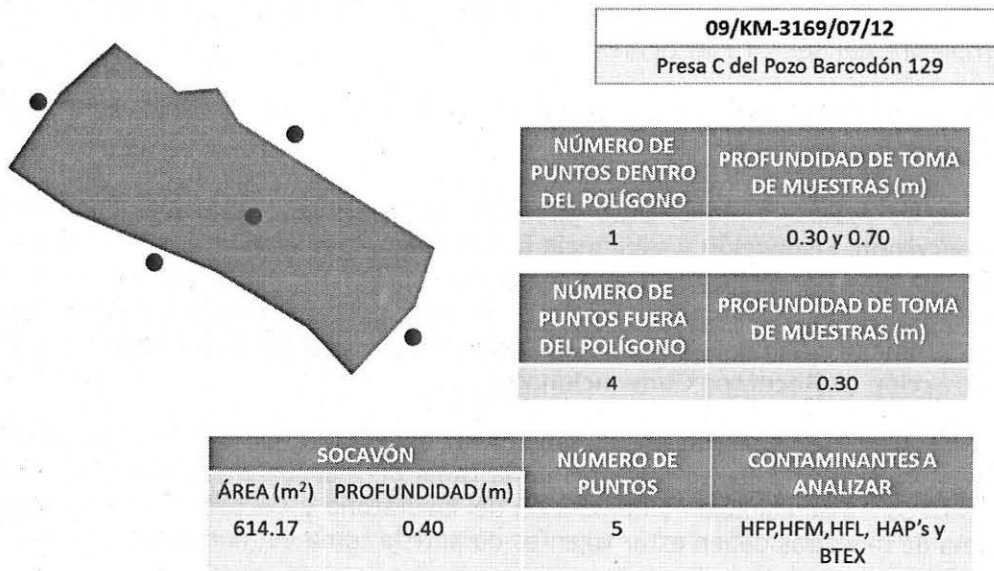 09/KM-3169/07/12
Presa C del Pozo Barcodón 129
NÚMERO DE
PUNTOS DENTRO
DEL POLÍGONO
PROFUNDIDAD DE TOMA
DE MUESTRAS (m)
1
0.30 y 0.70
NÚMERO DE
PUNTOS FUERA
DEL POLÍGONO
PROFUNDIDAD DE TOMA
DE MUESTRAS (m)
4
0.30
SOCAVÓN
ÁREA (m²)
PROFUNDIDAD (m)
NÚMERO DE
PUNTOS
CONTAMINANTES A
ANALIZAR
614.17
0.40
5
HFP,HFM,HFL, HAP's y
BTEX